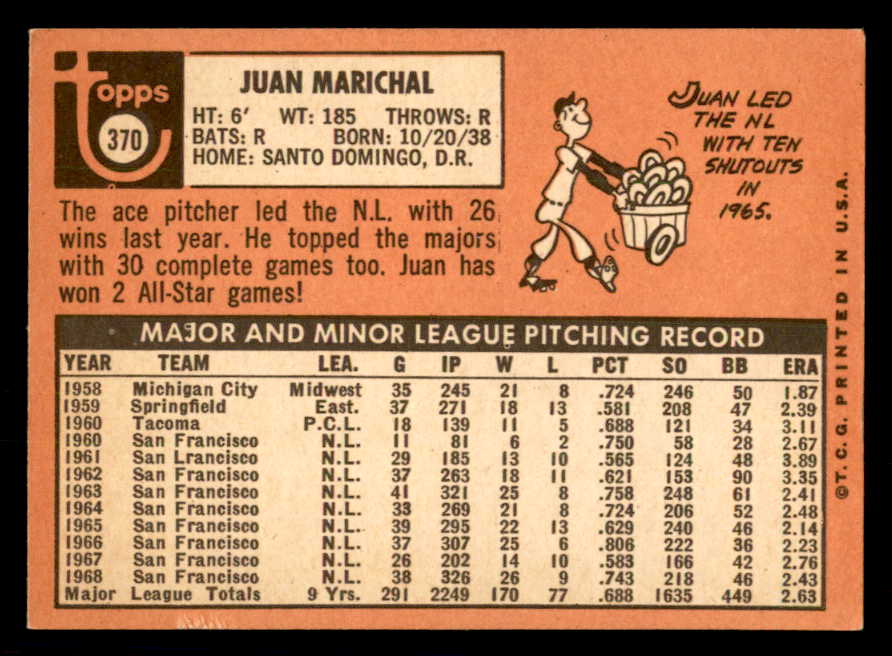 topps
370
JUAN MARICHAL
HT: 6' WT: 185 THROWS: R
BATS: R BORN: 10/20/38
HOME: SANTO DOMINGO, D.R.
The ace pitcher led the N.L. with 26
wins last year. He topped the majors
with 30 complete games too. Juan has
won 2 All-Star games!
JUAN LED
THE NL
WITH TEN
SHUTOUTS
IN
1965.
MAJOR AND MINOR LEAGUE PITCHING RECORD
YEAR TEAM LEA. G IP W L PCT SO BB ERA
1958 Michigan City Midwest 35 245 21 8 .724 246 50 1.87
1959 Springfield East. 37 271 18 13 .581 208 47 2.39
1960 Tacoma P.C.L. 18 139 11 5 .688 121 34 3.11
1960 San Francisco N.L. 11 81 6 2 .750 58 28 2.67
1961 San Lrancisco N.L. 29 185 13 10 .565 124 48 3.89
1962 San Francisco N.L. 37 263 18 11 .621 153 90 3.35
1963 San Francisco N.L. 41 321 25 8 .758 248 61 2.41
1964 San Francisco N.L. 33 269 21 8 .724 206 52 2.48
1965 San Francisco N.L. 39 295 22 13 .629 240 46 2.14
1966 San Francisco N.L. 37 307 25 6 .806 222 36 2.23
1967 San Francisco N.L. 26 202 14 10 .583 166 42 2.76
1968 San Francisco N.L. 38 326 26 9 .743 218 46 2.43
Major League Totals 9 Yrs. 291 2249 170 77 .688 1635 449 2.63
©T.C.G. PRINTED IN U.S.A.